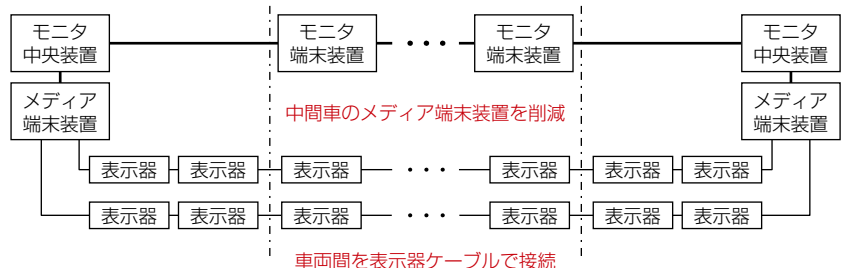 モニタ
中央装置
モニタ
端末装置
・・・
モニタ
端末装置
モニタ
中央装置
メディア
端末装置
中間車のメディア端末装置を削減
メディア
端末装置
表示器 表示器 表示器 ・・・ 表示器 表示器 表示器
表示器 表示器 表示器 ・・・ 表示器 表示器 表示器
車両間を表示器ケーブルで接続